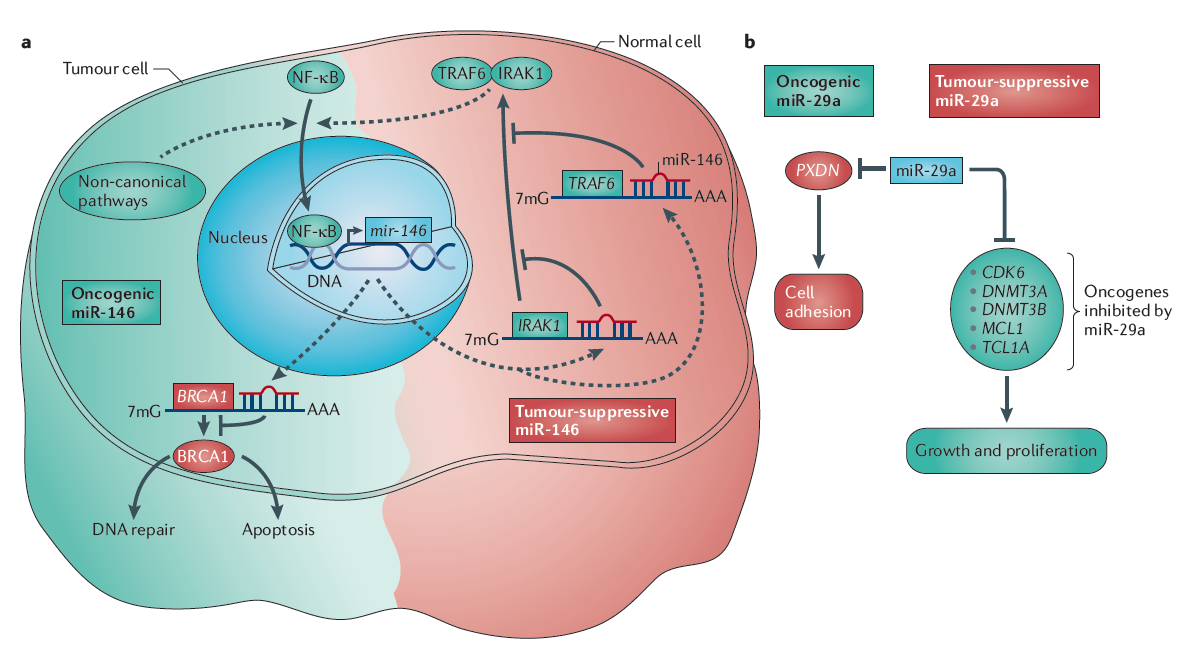 a
Tumour cell
NF-κB
TRAF6
IRAK1
Normal cell
miR-146
TRAF6
7mG
AAA
Non-canonical
pathways
Nucleus
NF-κB
mir-146
DNA
Oncogenic
miR-146
IRAK1
7mG
AAA
BRCA1
7mG
AAA
Tumour-suppressive
miR-146
BRCA1
DNA repair
Apoptosis
b
Oncogenic
miR-29a
Tumour-suppressive
miR-29a
PXDN
miR-29a
Cell
adhesion
• CDK6
• DNMT3A
• DNMT3B
• MCL1
• TCL1A
Oncogenes
inhibited by
miR-29a
Growth and proliferation